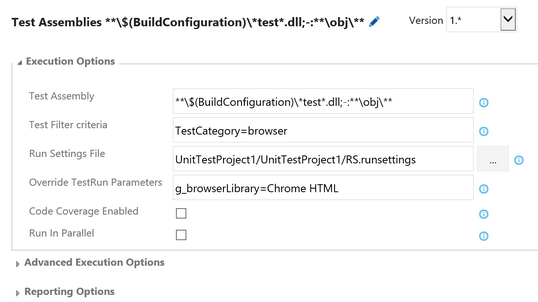 Test Assemblies **\$(BuildConfiguration)\*test*.dll;-:**\obj\**
Version 1.*
Execution Options
Test Assembly **\$(BuildConfiguration)\*test*.dll;-:**\obj\**
Test Filter criteria TestCategory=browser
Run Settings File UnitTestProject1/UnitTestProject1/RS.runsettings ...
Override TestRun Parameters g_browserLibrary=Chrome HTML
Code Coverage Enabled
Run In Parallel
Advanced Execution Options
Reporting Options